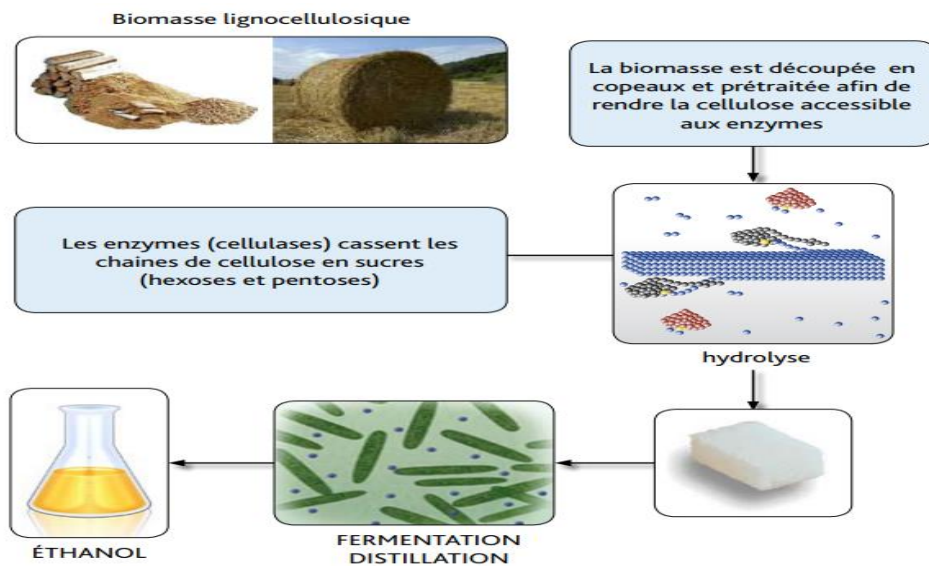 Biomasse lignocellulosique
La biomasse est découpée en
copeaux et prétraitée afin de
rendre la cellulose accessible
aux enzymes
Les enzymes (cellulases) cassent les
chaines de cellulose en sucres
(hexoses et pentoses)
hydrolyse
ÉTHANOL
FERMENTATION
DISTILLATION